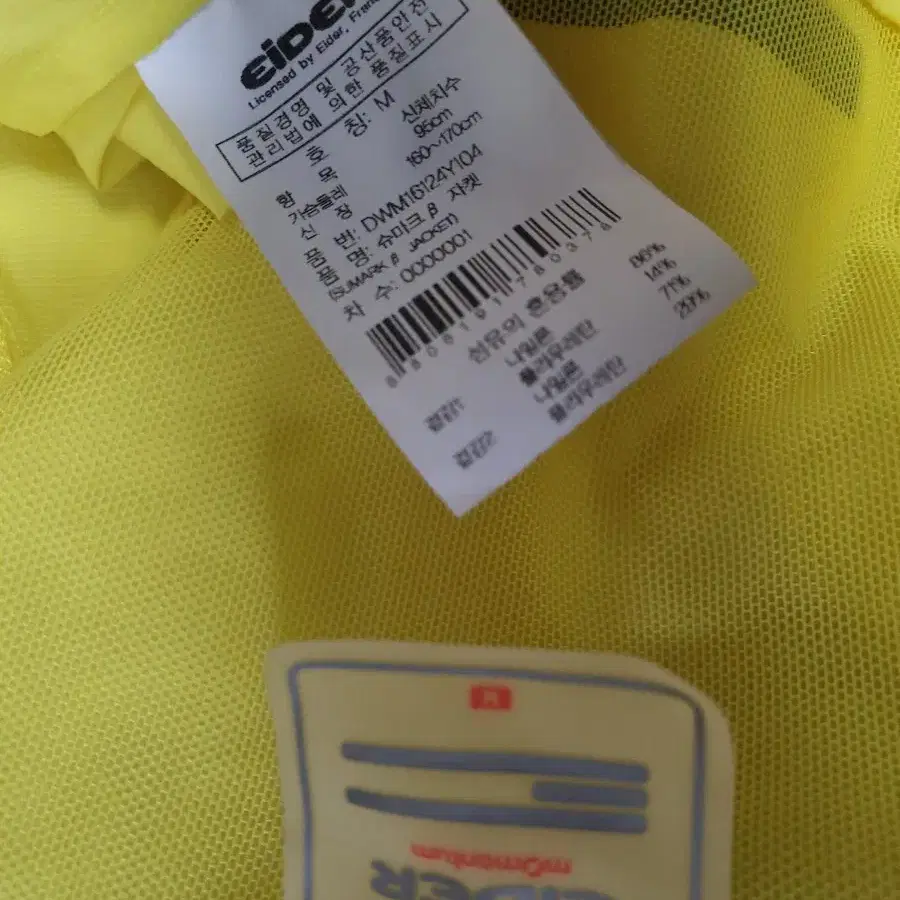 EiDER
Licensed by Eider, France
품질경영 및 공산품안전
관리법에 의한 품질표시
호 칭: M
항 목 신체치수
가슴둘레 95cm
신 장 160~170cm
품 번: DWM16124Y104
품 명: 슈미크 β 자켓
(SUMARK β JACKET)
차 수: 0000001
섬유의 혼용률
겉감1 나일론 86%
폴리우레탄 14%
겉감2 나일론 71%
폴리우레탄 29%
momentum
EiDER